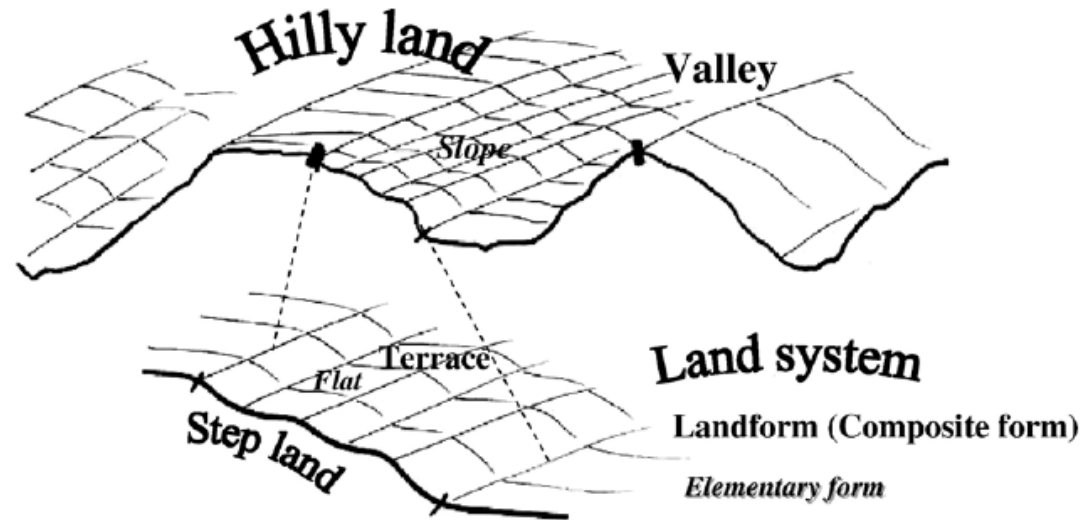 Hilly land
Valley
Slope
Terrace
Flat
Step land
Land system
Landform (Composite form)
Elementary form